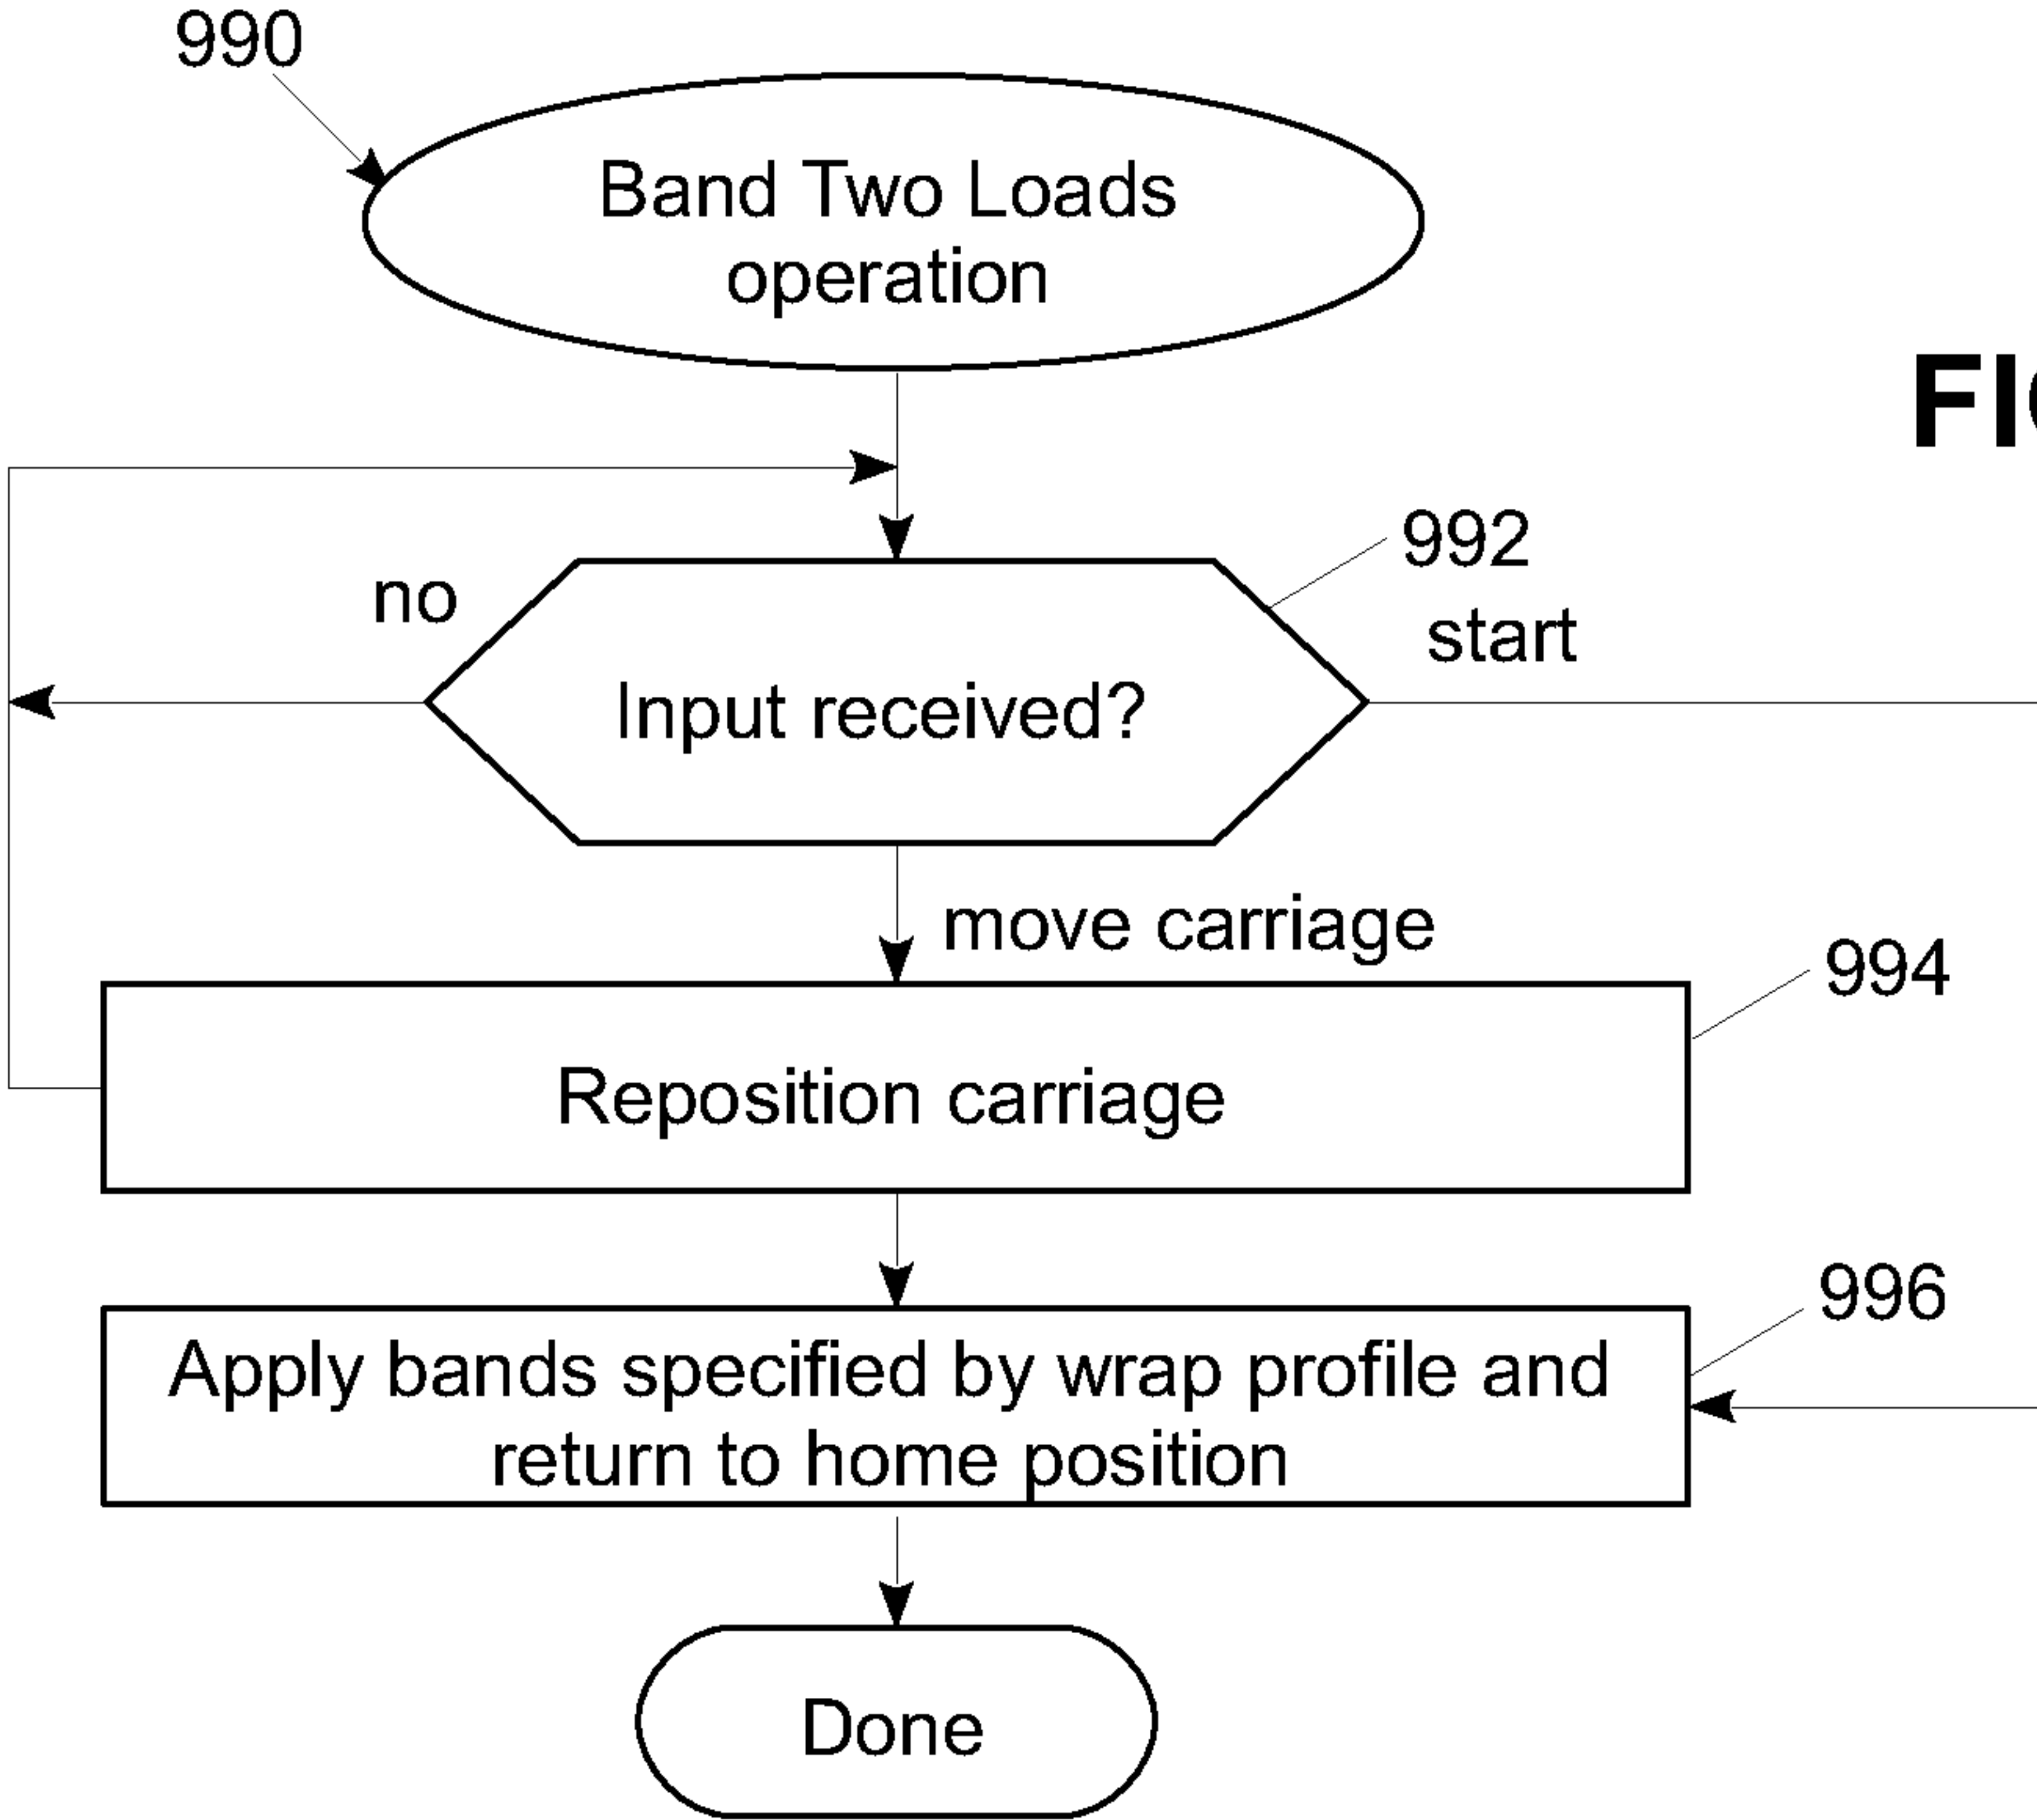 990
Band Two Loads
operation
992
no
start
Input received?
move carriage
994
Reposition carriage
996
Apply bands specified by wrap profile and
return to home position
Done